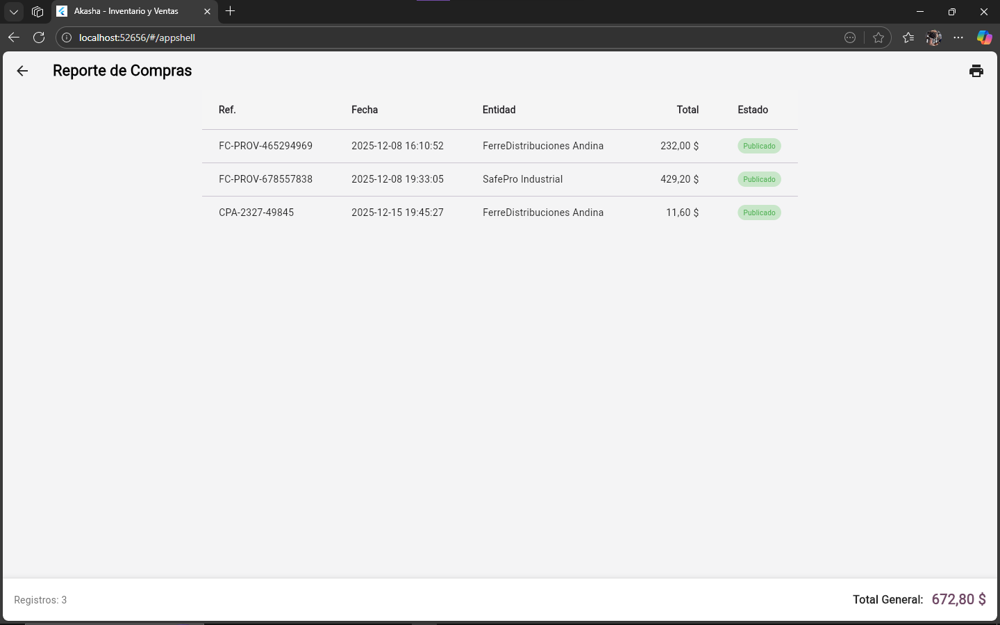 Akasha - Inventario y Ventas
localhost:52656/#/appshell
Reporte de Compras
Ref. Fecha Entidad Total Estado
FC-PROV-465294969 2025-12-08 16:10:52 FerreDistribuciones Andina 232,00 $ Publicado
FC-PROV-678557838 2025-12-08 19:33:05 SafePro Industrial 429,20 $ Publicado
CPA-2327-49845 2025-12-15 19:45:27 FerreDistribuciones Andina 11,60 $ Publicado
Registros: 3 Total General: 672,80 $